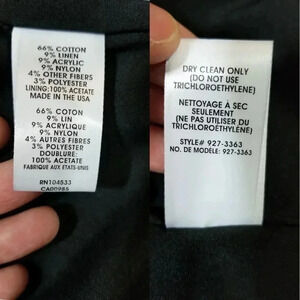 66% COTTON
9% LINEN
9% ACRYLIC
9% NYLON
4% OTHER FIBERS
3% POLYESTER
LINING:100% ACETATE
MADE IN THE USA
66% COTON
9% LIN
9% ACRYLIQUE
9% NYLON
4% AUTRES FIBRES
3% POLYESTER
DOUBLURE:
100% ACETATE
FABRIQUE AUX ETATS-UNIS
RN104533
CA00985
DRY CLEAN ONLY
(DO NOT USE
TRICHLOROETHYLENE)
NETTOYAGE À SEC
SEULEMENT
(NE PAS UTILISER DU
TRICHLOROETHYLENE)
STYLE# 927-3363
NO. DE MODÈLE: 927-3363